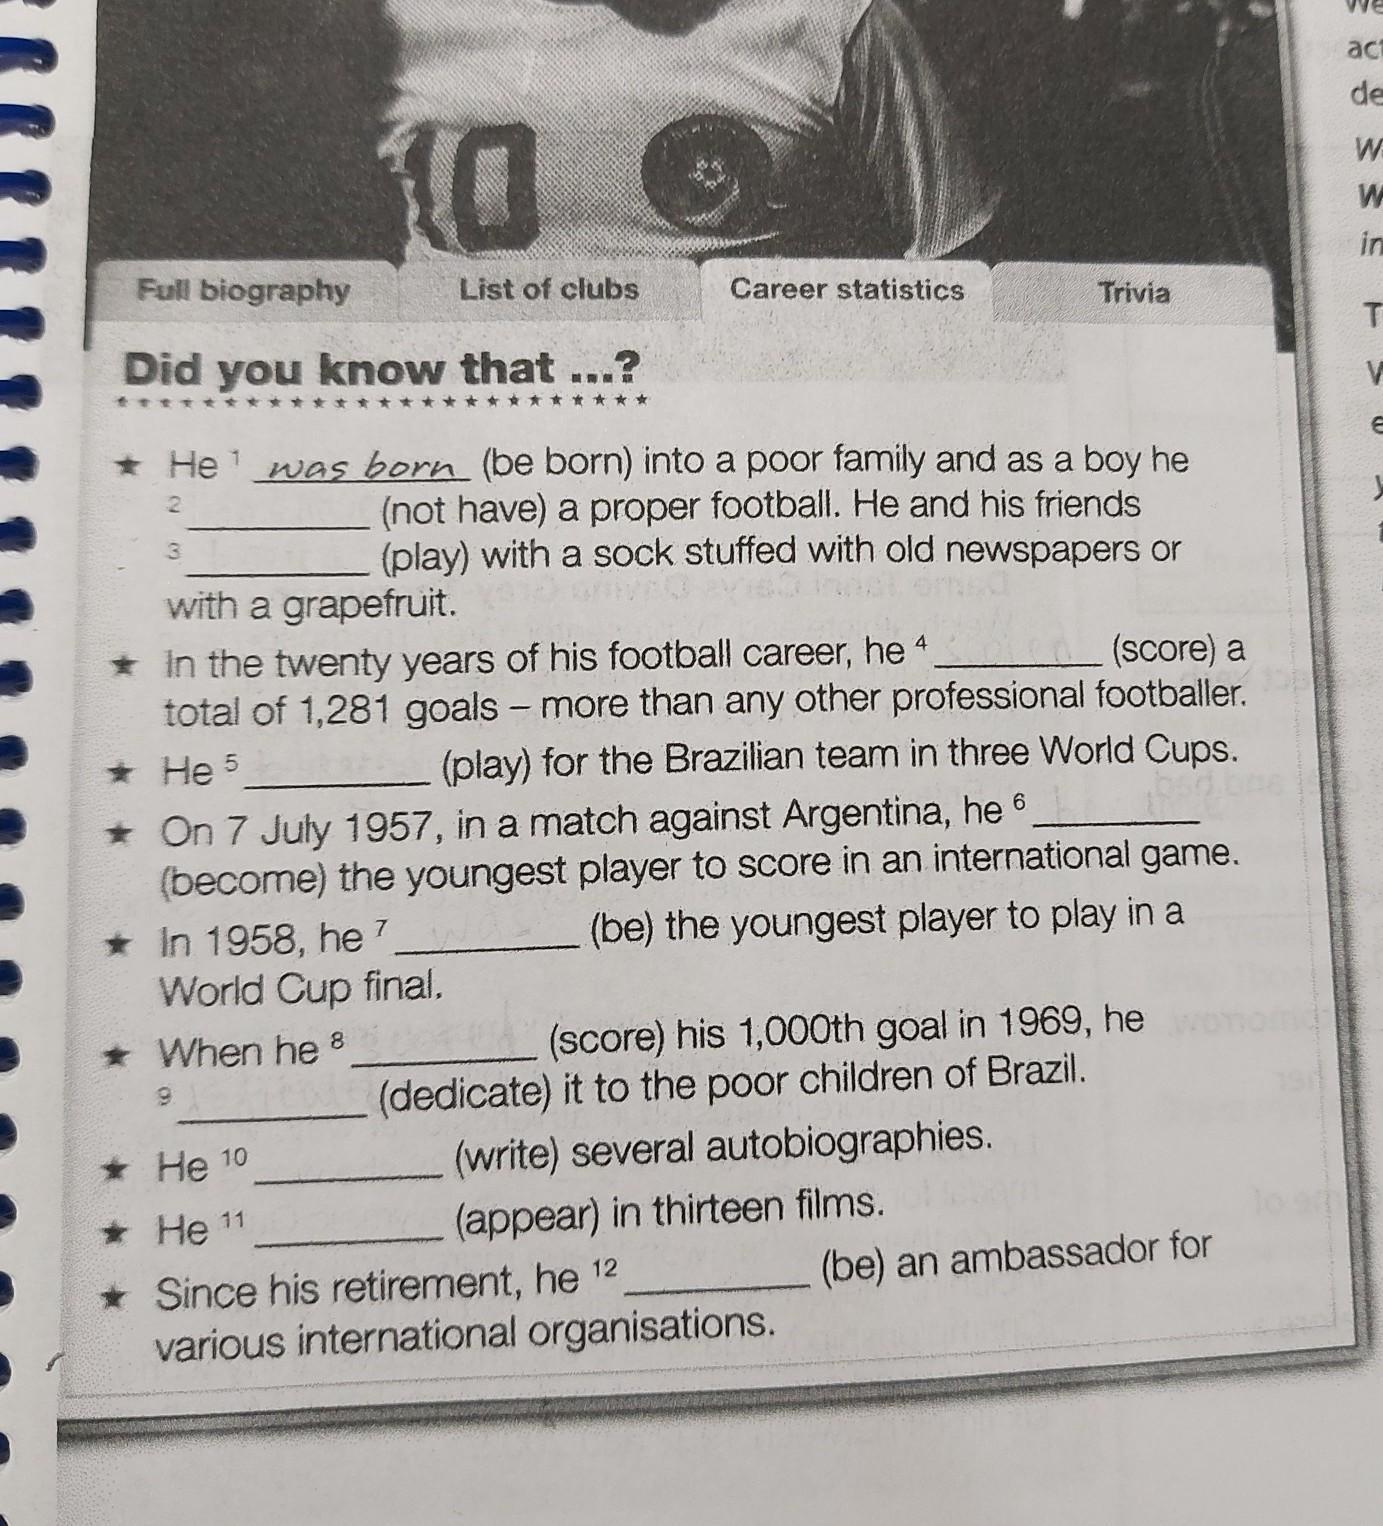 10
Full biography List of clubs Career statistics Trivia
Did you know that ...?
★ He 1 was born (be born) into a poor family and as a boy he
2 ________ (not have) a proper football. He and his friends
3 ________ (play) with a sock stuffed with old newspapers or
with a grapefruit.
★ In the twenty years of his football career, he 4 ________ (score) a
total of 1,281 goals – more than any other professional footballer.
★ He 5 ________ (play) for the Brazilian team in three World Cups.
★ On 7 July 1957, in a match against Argentina, he 6 ________
(become) the youngest player to score in an international game.
★ In 1958, he 7 ________ (be) the youngest player to play in a
World Cup final.
★ When he 8 ________ (score) his 1,000th goal in 1969, he
9 ________ (dedicate) it to the poor children of Brazil.
★ He 10 ________ (write) several autobiographies.
★ He 11 ________ (appear) in thirteen films.
★ Since his retirement, he 12 ________ (be) an ambassador for
various international organisations.